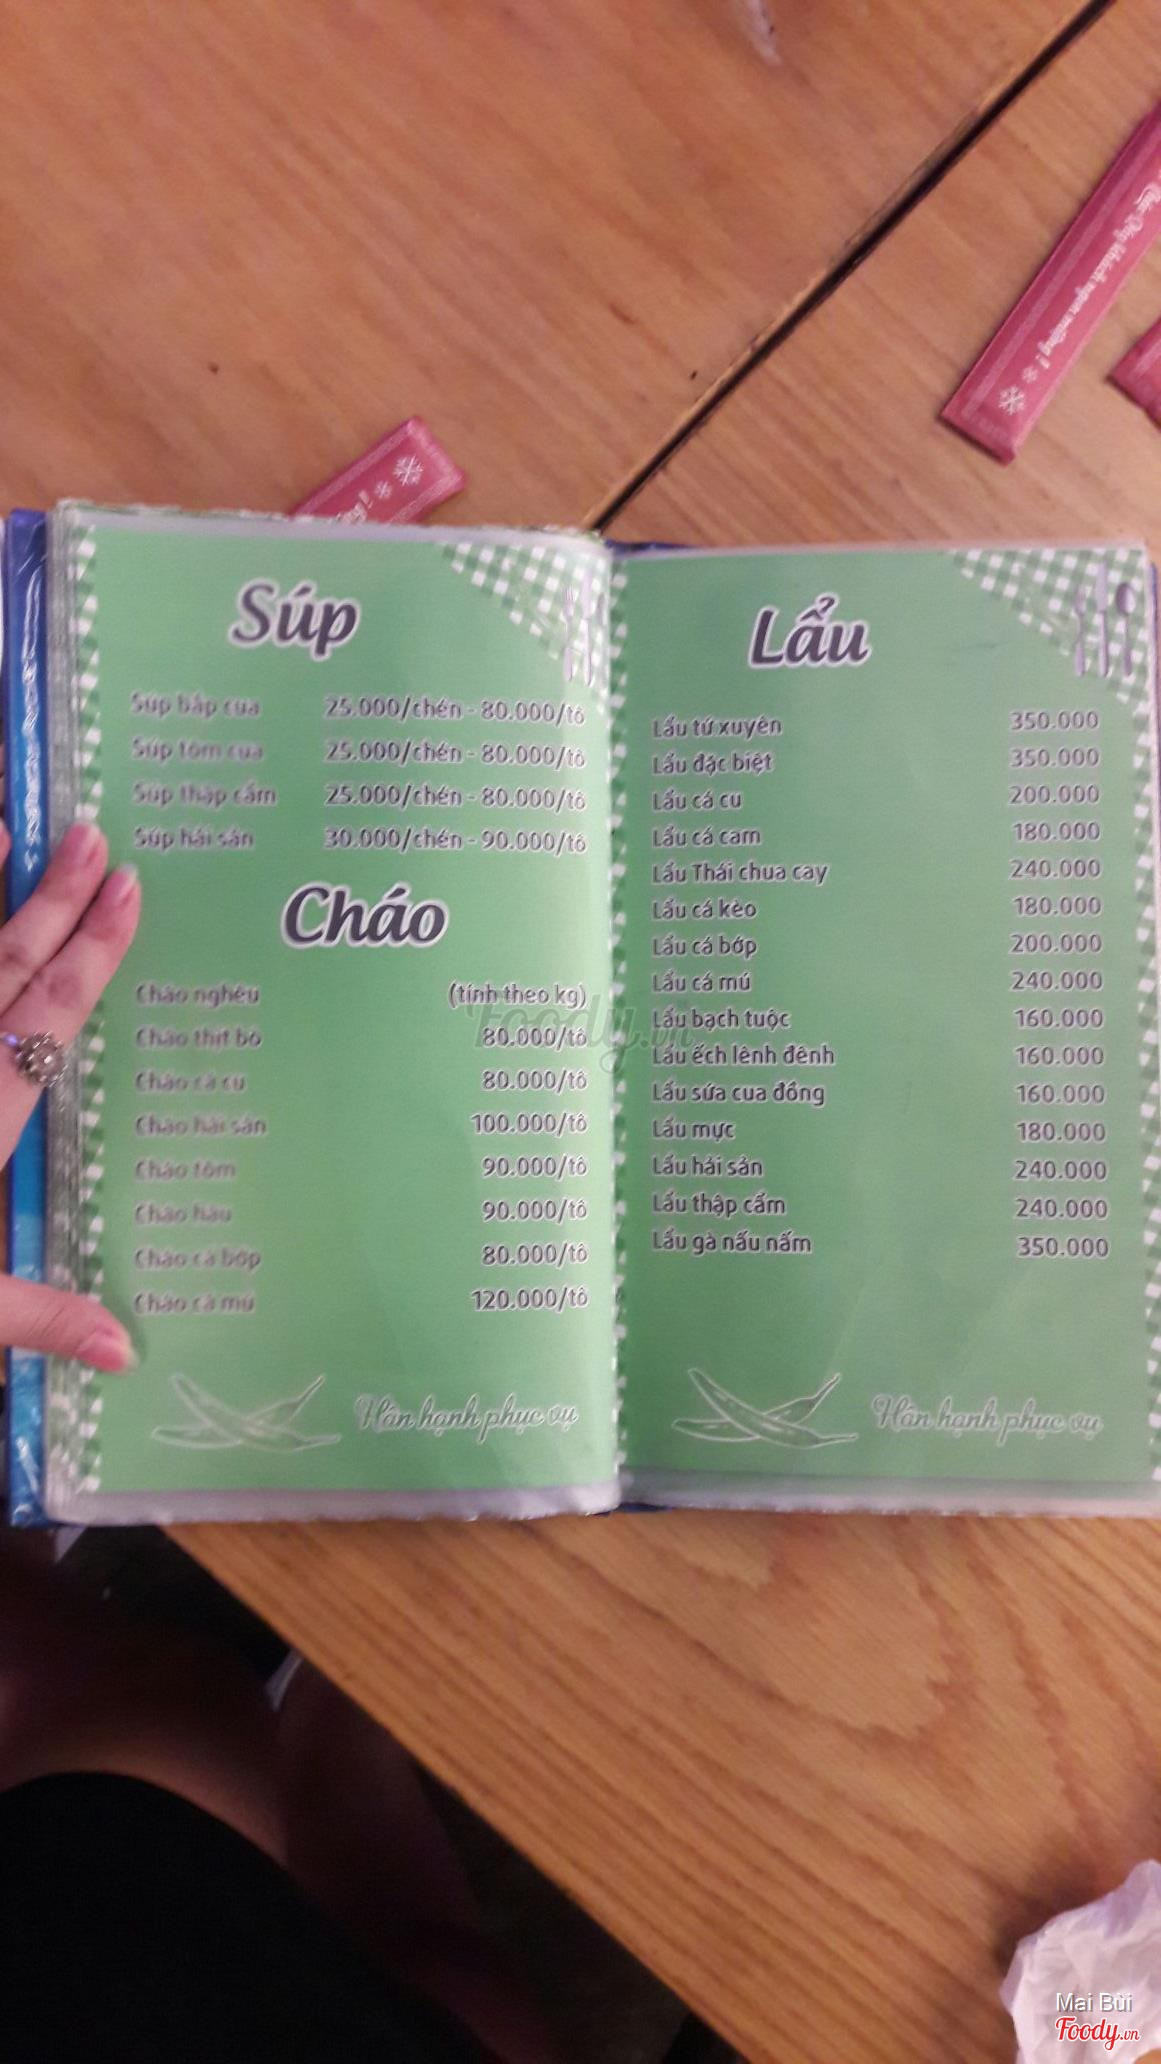 Chúc Quý khách ngon miệng!
Súp
Súp bắp cua 25.000/chén - 80.000/tô
Súp tôm cua 25.000/chén - 80.000/tô
Súp thập cẩm 25.000/chén - 80.000/tô
Súp hải sản 30.000/chén - 90.000/tô
Cháo
Cháo nghêu (tính theo kg)
Cháo thịt bò 80.000/tô
Cháo cá cu 80.000/tô
Cháo hải sản 100.000/tô
Cháo tôm 90.000/tô
Cháo hàu 90.000/tô
Cháo cá bớp 80.000/tô
Cháo cá mú 120.000/tô
Hân hạnh phục vụ
Lẩu
Lẩu tứ xuyên 350.000
Lẩu đặc biệt 350.000
Lẩu cá cu 200.000
Lẩu cá cam 180.000
Lẩu Thái chua cay 240.000
Lẩu cá kèo 180.000
Lẩu cá bớp 200.000
Lẩu cá mú 240.000
Lẩu bạch tuộc 160.000
Lẩu ếch lênh đênh 160.000
Lẩu sứa cua đồng 160.000
Lẩu mực 180.000
Lẩu hải sản 240.000
Lẩu thập cẩm 240.000
Lẩu gà nấu nấm 350.000
Hân hạnh phục vụ
Foody.vn
Mai Bùi
Foody.vn